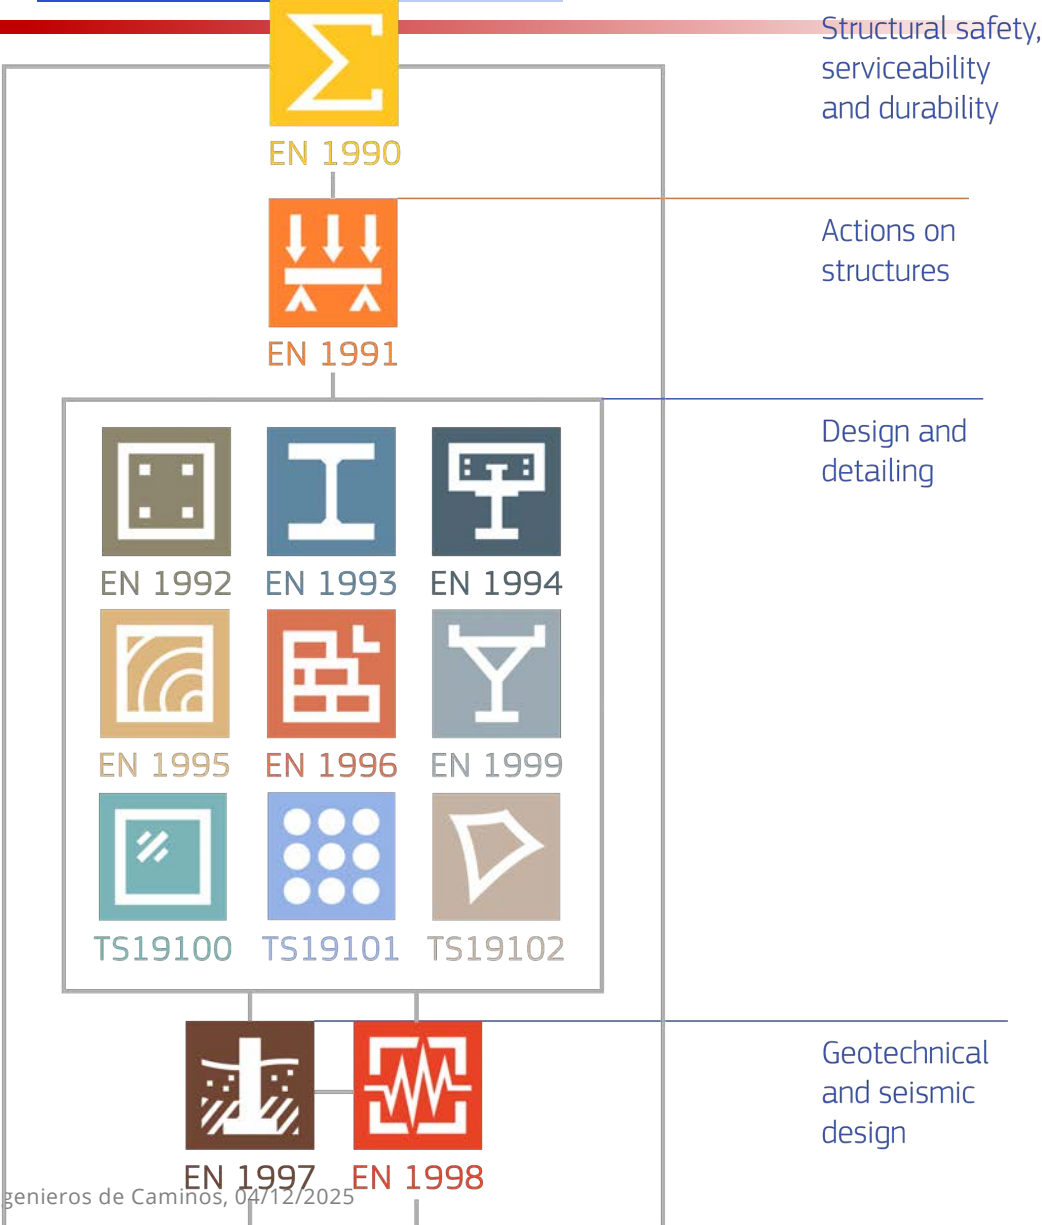 Structural safety,
serviceability
and durability
EN 1990
Actions on
structures
EN 1991
Design and
detailing
EN 1992 EN 1993 EN 1994
EN 1995 EN 1996 EN 1999
TS19100 TS19101 TS19102
Geotechnical
and seismic
design
EN 1997 EN 1998
genieros de Caminos, 04/12/2025